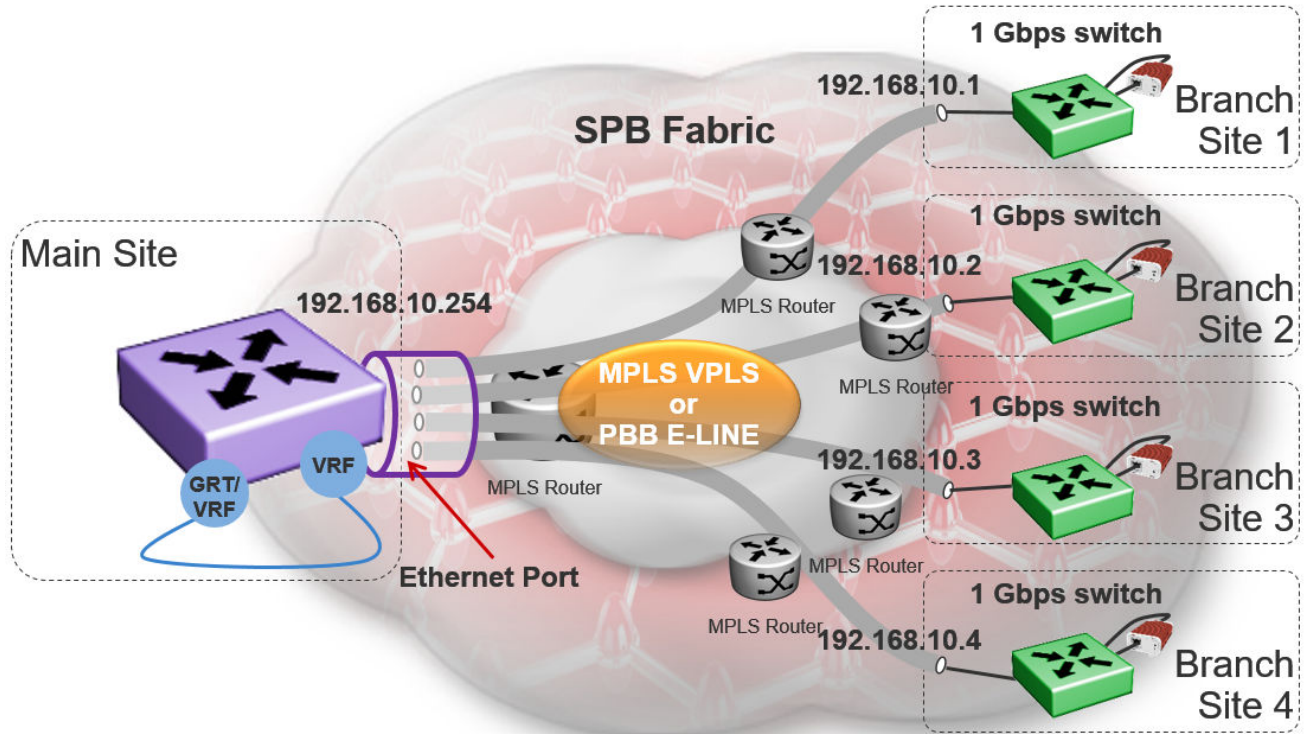 1 Gbps switch
192.168.10.1
Branch
Site 1
SPB Fabric
Main Site
192.168.10.254
1 Gbps switch
192.168.10.2
Branch
Site 2
MPLS Router
MPLS Router
MPLS VPLS
or
PBB E-LINE
1 Gbps switch
192.168.10.3
Branch
Site 3
VRF
GRT/
VRF
MPLS Router
Ethernet Port
MPLS Router
MPLS Router
1 Gbps switch
192.168.10.4
Branch
Site 4